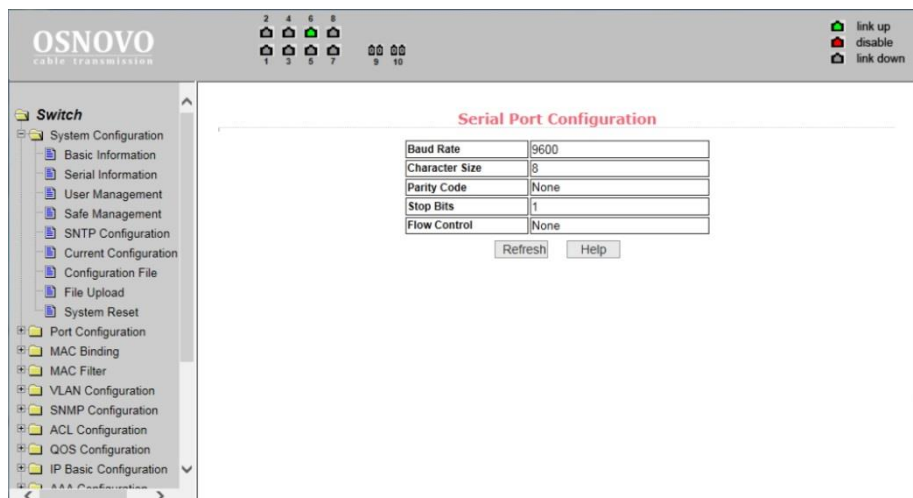 OSNOVO
cable transmission
2 4 6 8
1 3 5 7 9 10
link up
disable
link down
Switch
System Configuration
Basic Information
Serial Information
User Management
Safe Management
SNTP Configuration
Current Configuration
Configuration File
File Upload
System Reset
Port Configuration
MAC Binding
MAC Filter
VLAN Configuration
SNMP Configuration
ACL Configuration
QOS Configuration
IP Basic Configuration
AAA Configuration
Serial Port Configuration
Baud Rate 9600
Character Size 8
Parity Code None
Stop Bits 1
Flow Control None
Refresh Help